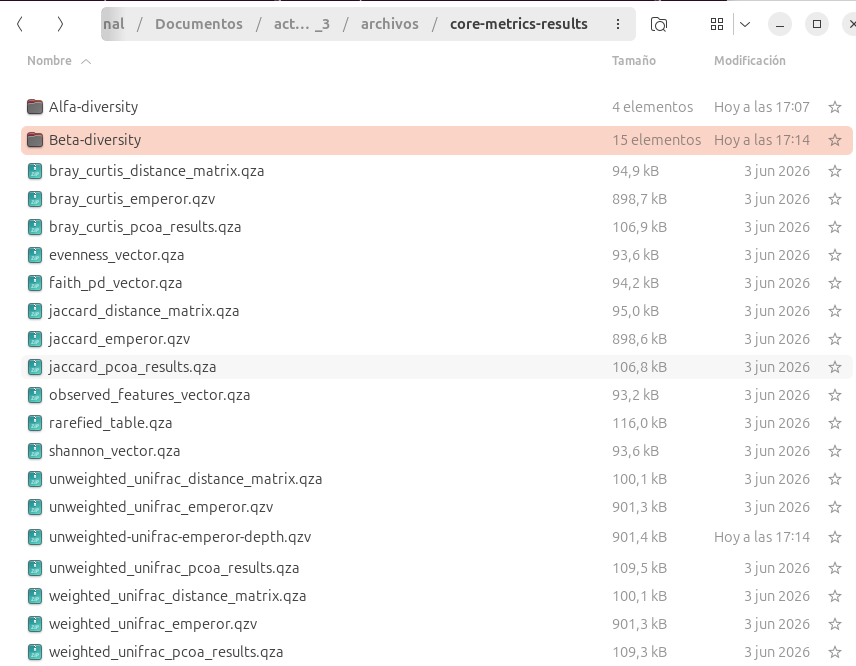 nal / Documentos / act... _3 / archivos / core-metrics-results
Nombre Tamaño Modificación
Alfa-diversity 4 elementos Hoy a las 17:07
Beta-diversity 15 elementos Hoy a las 17:14
bray_curtis_distance_matrix.qza 94,9 kB 3 jun 2026
bray_curtis_emperor.qzv 898,7 kB 3 jun 2026
bray_curtis_pcoa_results.qza 106,9 kB 3 jun 2026
evenness_vector.qza 93,6 kB 3 jun 2026
faith_pd_vector.qza 94,2 kB 3 jun 2026
jaccard_distance_matrix.qza 95,0 kB 3 jun 2026
jaccard_emperor.qzv 898,6 kB 3 jun 2026
jaccard_pcoa_results.qza 106,8 kB 3 jun 2026
observed_features_vector.qza 93,2 kB 3 jun 2026
rarefied_table.qza 116,0 kB 3 jun 2026
shannon_vector.qza 93,6 kB 3 jun 2026
unweighted_unifrac_distance_matrix.qza 100,1 kB 3 jun 2026
unweighted_unifrac_emperor.qzv 901,3 kB 3 jun 2026
unweighted-unifrac-emperor-depth.qzv 901,4 kB Hoy a las 17:14
unweighted_unifrac_pcoa_results.qza 109,5 kB 3 jun 2026
weighted_unifrac_distance_matrix.qza 100,1 kB 3 jun 2026
weighted_unifrac_emperor.qzv 901,3 kB 3 jun 2026
weighted_unifrac_pcoa_results.qza 109,3 kB 3 jun 2026